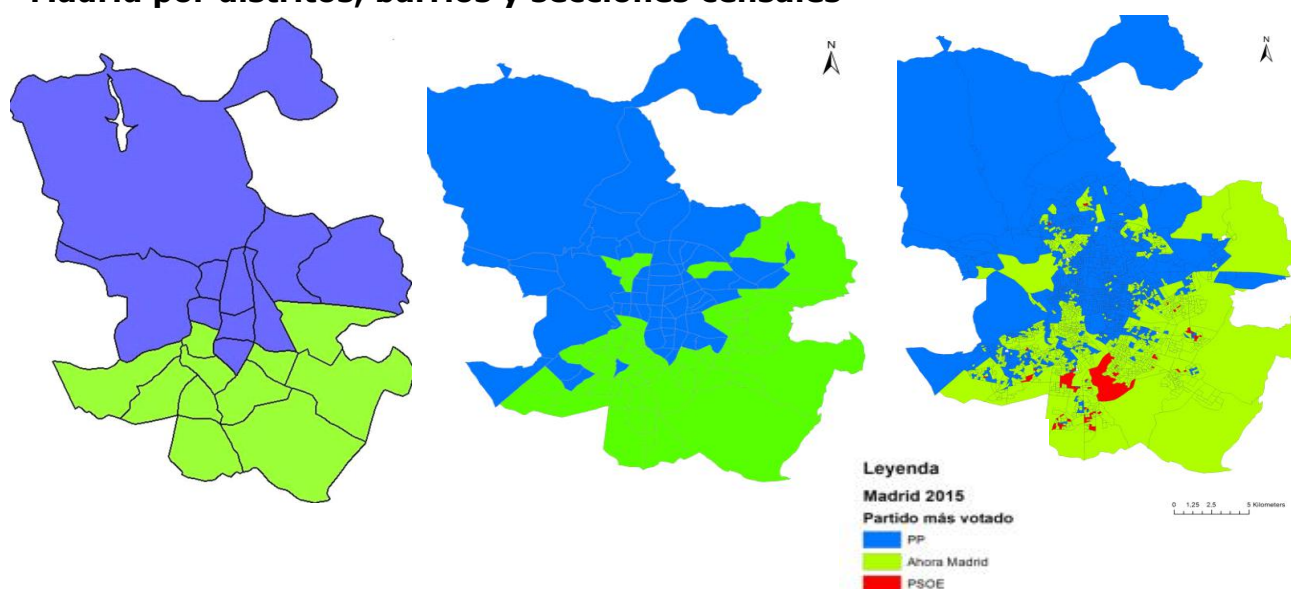 Madrid por distritos, barrios y secciones censales
N
N
Leyenda
Madrid 2015
Partido más votado
PP
Ahora Madrid
PSOE
0 1,25 2,5 5 Kilometers